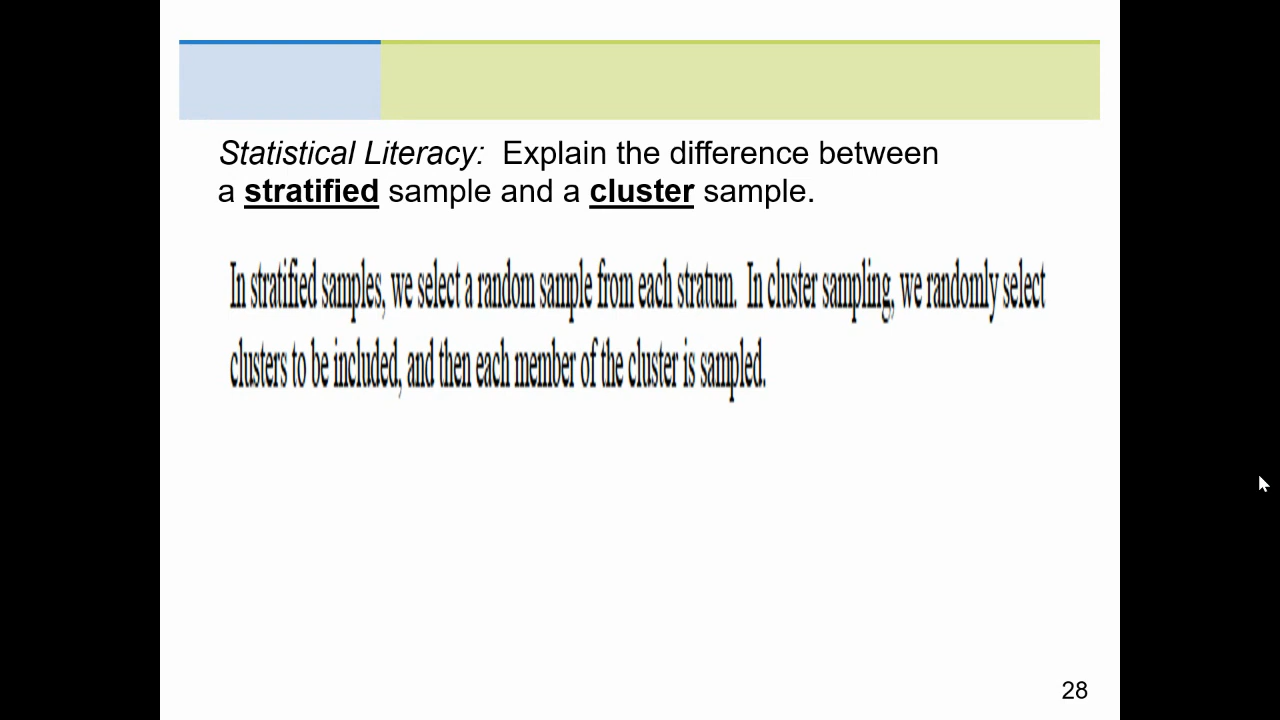 Statistical Literacy: Explain the difference between
a stratified sample and a cluster sample.
In stratified samples, we select a random sample from each stratum. In cluster sampling, we randomly select
clusters to be included, and then each member of the cluster is sampled.
28